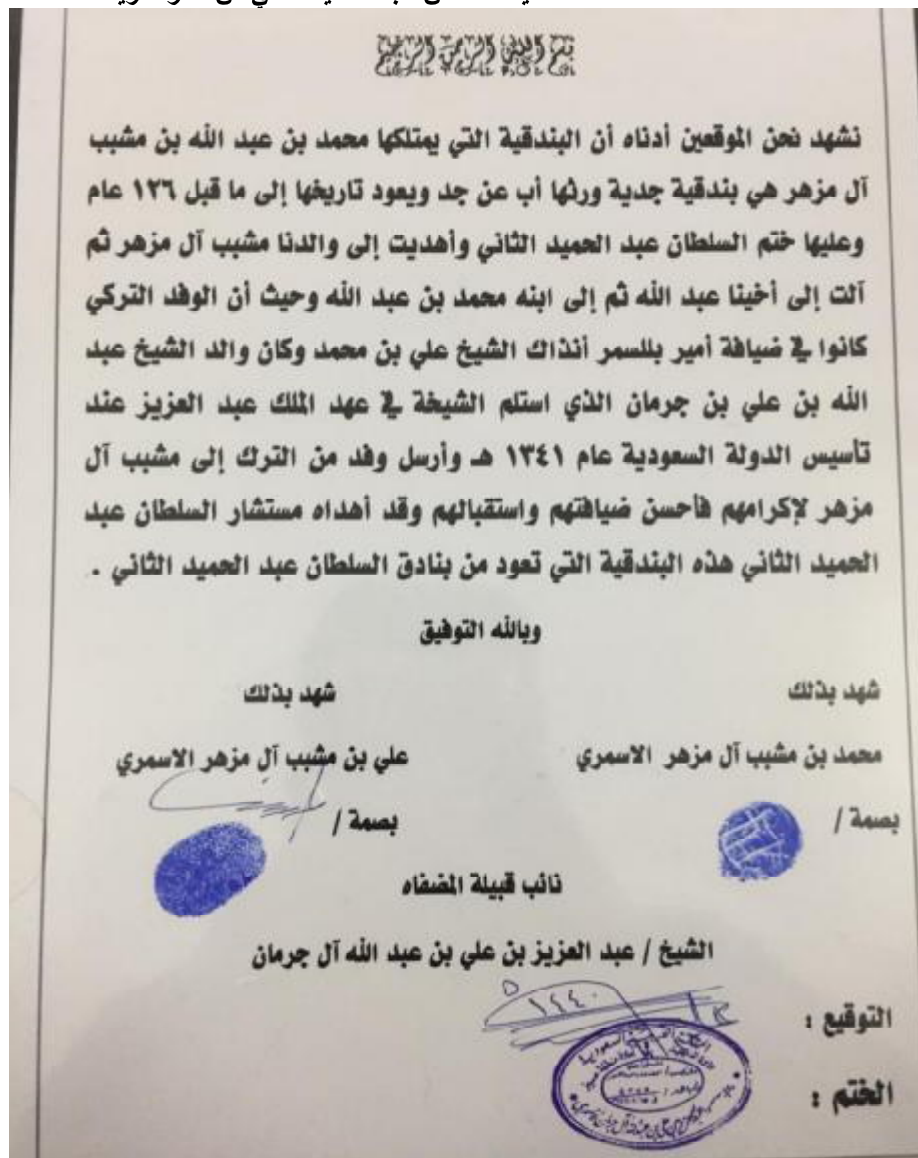 بسم الله الرحمن الرحيم
نشهد نحن الموقعين أدناه أن البندقية التي يمتلكها محمد بن عبد الله بن مشبب
آل مزهر هي بندقية جدية ورثها أب عن جد ويعود تاريخها إلى ما قبل ١٢٦ عام
وعليها ختم السلطان عبد الحميد الثاني وأهديت إلى والدنا مشبب آل مزهر ثم
آلت إلى أخينا عبد الله ثم إلى ابنه محمد بن عبد الله وحيث أن الوفد التركي
كانوا في ضيافة أمير بللسمر أنذاك الشيخ علي بن محمد وكان والد الشيخ عبد
الله بن علي بن جرمان الذي استلم الشيخة في عهد الملك عبد العزيز عند
تأسيس الدولة السعودية عام ١٣٤١ هـ وأرسل وفد من الترك إلى مشبب آل
مزهر لإكرامهم فأحسن ضيافتهم واستقبالهم وقد أهداه مستشار السلطان عبد
الحميد الثاني هذه البندقية التي تعود من بنادق السلطان عبد الحميد الثاني .
وبالله التوفيق
شهد بذلك شهد بذلك
محمد بن مشبب آل مزهر الاسمري علي بن مشبب آل مزهر الاسمري
بصمة / بصمة /
نائب قبيلة المضفاه
الشيخ / عبد العزيز بن علي بن عبد الله آل جرمان
١٤٤٠
التوقيع :
الختم :